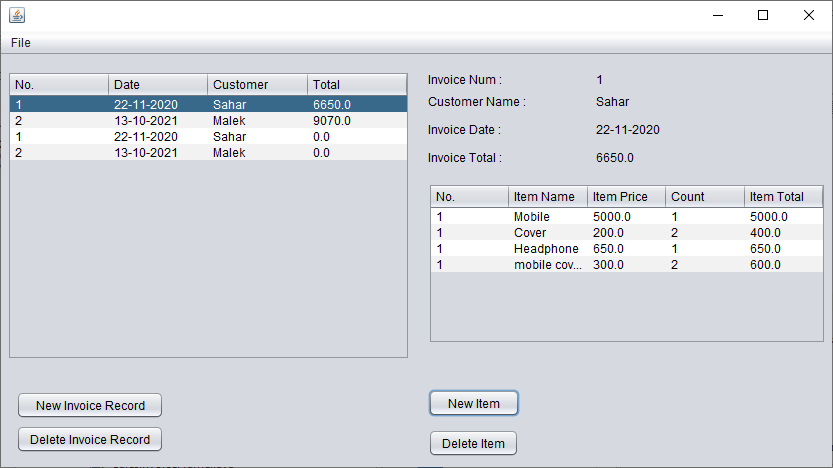 File
No. Date Customer Total
1 22-11-2020 Sahar 6650.0
2 13-10-2021 Malek 9070.0
1 22-11-2020 Sahar 0.0
2 13-10-2021 Malek 0.0
New Invoice Record
Delete Invoice Record
Invoice Num : 1
Customer Name : Sahar
Invoice Date : 22-11-2020
Invoice Total : 6650.0
No. Item Name Item Price Count Item Total
1 Mobile 5000.0 1 5000.0
1 Cover 200.0 2 400.0
1 Headphone 650.0 1 650.0
1 mobile cov... 300.0 2 600.0
New Item
Delete Item